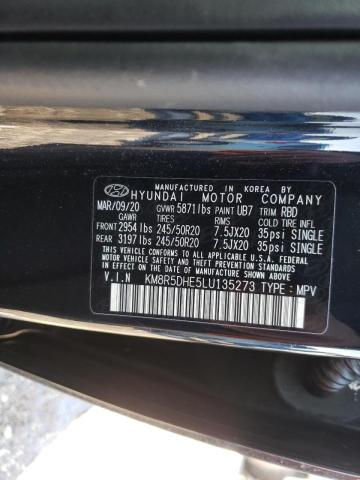 MANUFACTURED IN KOREA BY
HYUNDAI MOTOR COMPANY
MAR/09/20 GVWR 5871lbs PAINT UB7 TRIM RBD
GAWR TIRES RIMS COLD TIRE INFL
FRONT 2954 lbs 245/50R20 7.5JX20 35psi SINGLE
REAR 3197 lbs 245/50R20 7.5JX20 35psi SINGLE
THIS VEHICLE CONFORMS TO ALL APPLICABLE
U.S.A. FEDERAL MOTOR VEHICLE SAFETY STANDARDS
IN EFFECT ON THE DATE OF MANUFACTURE SHOWN ABOVE.
V.I.N KM8R5DHE5LU135273 TYPE : MPV